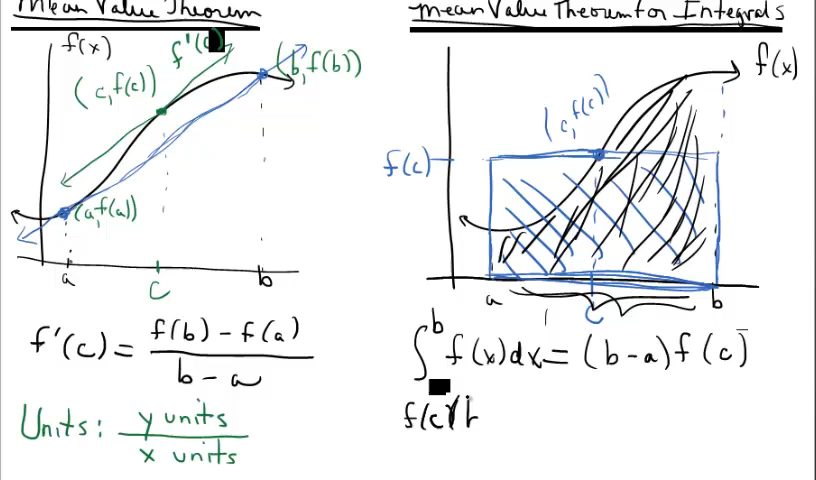 Mean Value Theorem
f(x)
f'(
(b,f(b))
(c,f(c))
(a,f(a))
a
c
b
f'(c) = f(b) - f(a)
b - a
Units: y units
x units
Mean Value Theorem for Integrals
f(x)
(c,f(c))
f(c)
a
c
b
∫ b f(x)dx = (b-a) f(c)
f(c)(